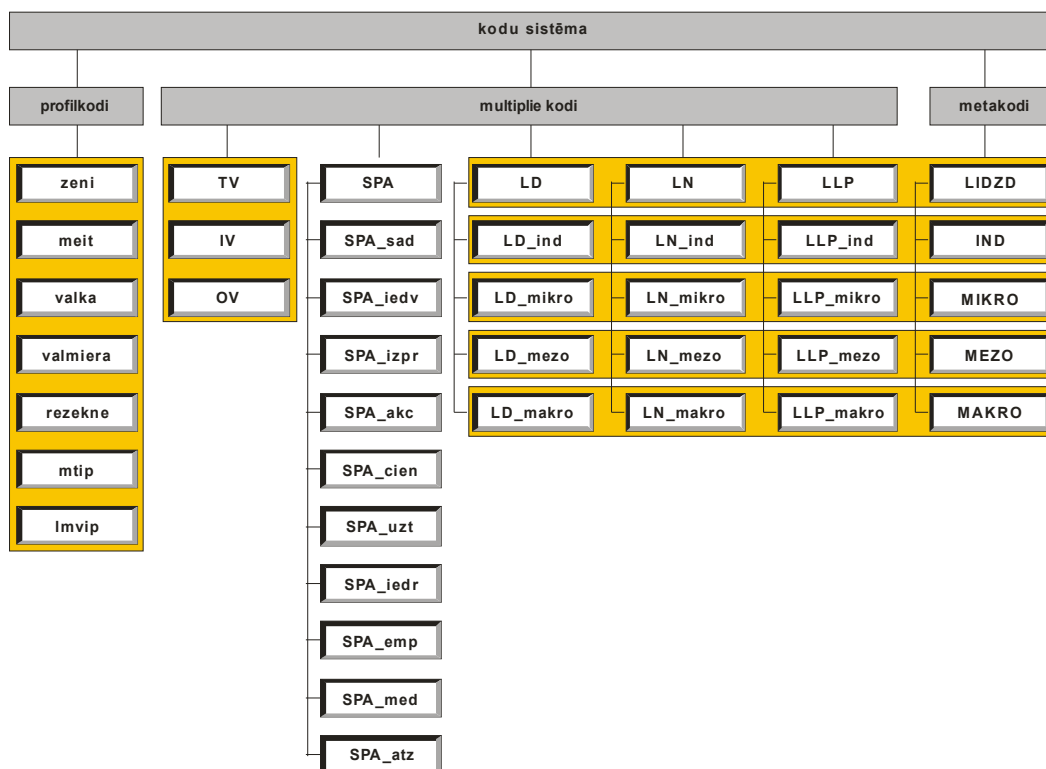 kodu sistēma
profilkodi
multiplie kodi
metakodi
zeni
TV
SPA
LD
LN
LLP
LIDZD
meit
IV
SPA_sad
LD_ind
LN_ind
LLP_ind
IND
valka
OV
SPA_iedv
LD_mikro
LN_mikro
LLP_mikro
MIKRO
valmiera
SPA_izpr
LD_mezo
LN_mezo
LLP_mezo
MEZO
rezekne
SPA_akc
LD_makro
LN_makro
LLP_makro
MAKRO
mtip
SPA_cien
lmvip
SPA_uzt
SPA_iedr
SPA_emp
SPA_med
SPA_atz